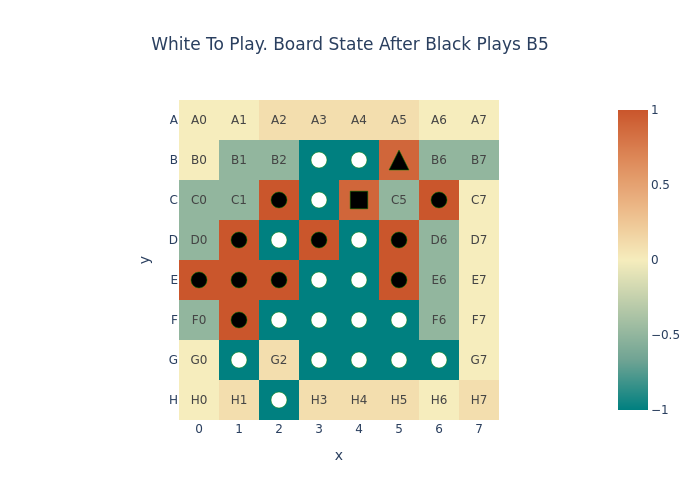 White To Play. Board State After Black Plays B5
A A0 A1 A2 A3 A4 A5 A6 A7
B B0 B1 B2 B6 B7
C C0 C1 C5 C7
D D0 D6 D7
E E6 E7
F F0 F6 F7
G G0 G2 G7
H H0 H1 H3 H4 H5 H6 H7
0 1 2 3 4 5 6 7
x
y
1
0.5
0
−0.5
−1